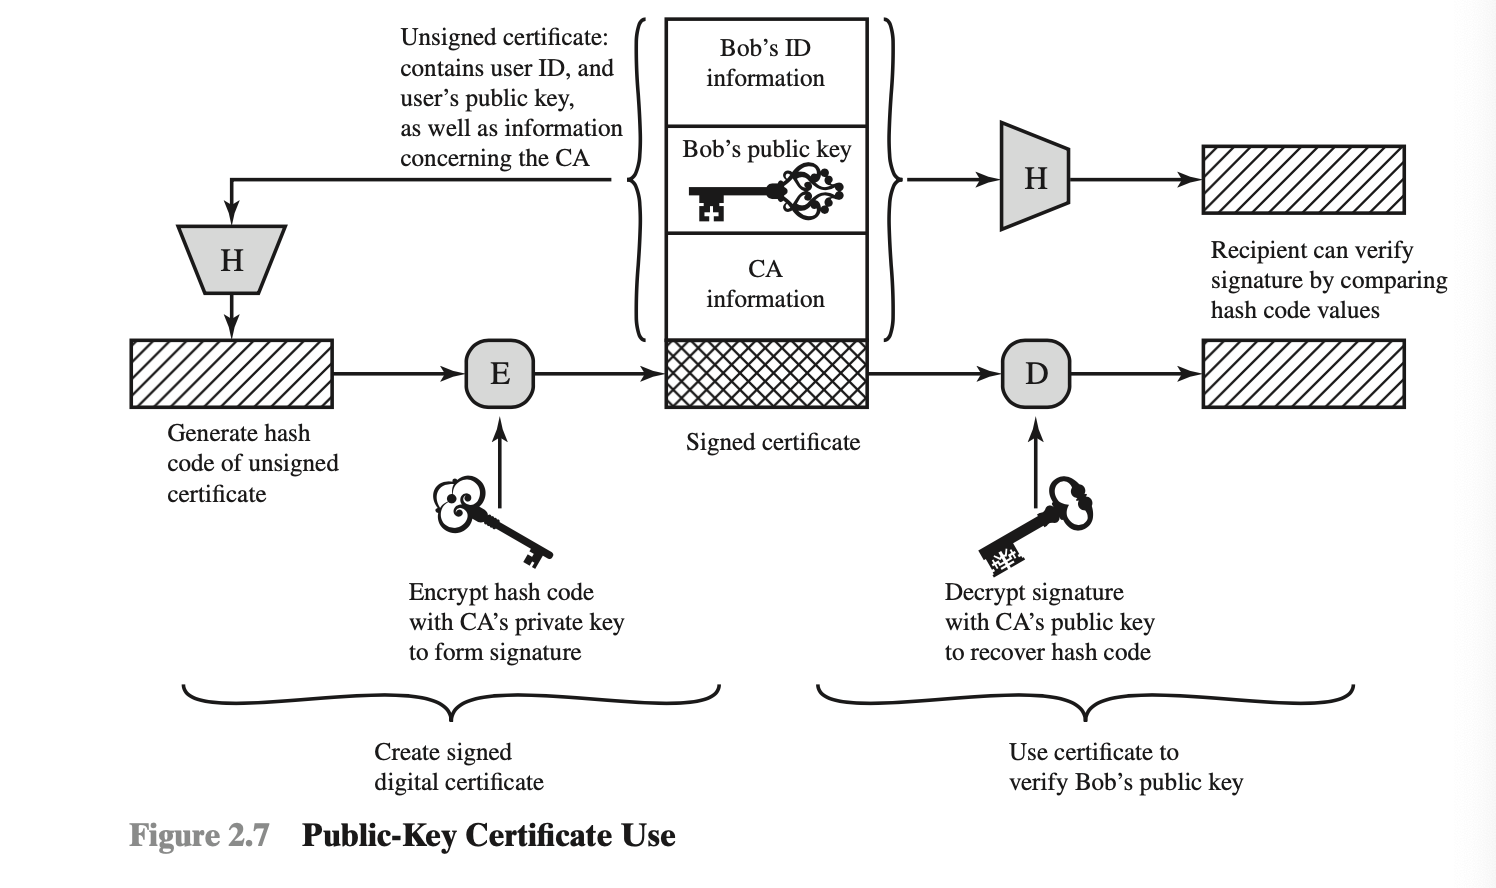 Unsigned certificate:
contains user ID, and
user’s public key,
as well as information
concerning the CA
Bob’s ID
information
Bob’s public key
CA
information
H
H
Recipient can verify
signature by comparing
hash code values
E
D
Generate hash
code of unsigned
certificate
Signed certificate
Encrypt hash code
with CA’s private key
to form signature
Decrypt signature
with CA’s public key
to recover hash code
Create signed
digital certificate
Use certificate to
verify Bob’s public key
Figure 2.7 Public-Key Certificate Use